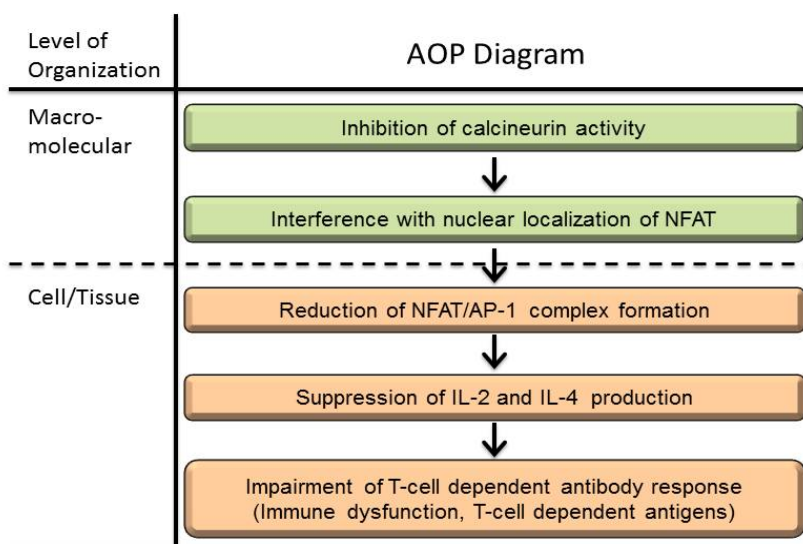 Level of
Organization
AOP Diagram
Macro-
molecular
Inhibition of calcineurin activity
Interference with nuclear localization of NFAT
Cell/Tissue
Reduction of NFAT/AP-1 complex formation
Suppression of IL-2 and IL-4 production
Impairment of T-cell dependent antibody response
(Immune dysfunction, T-cell dependent antigens)